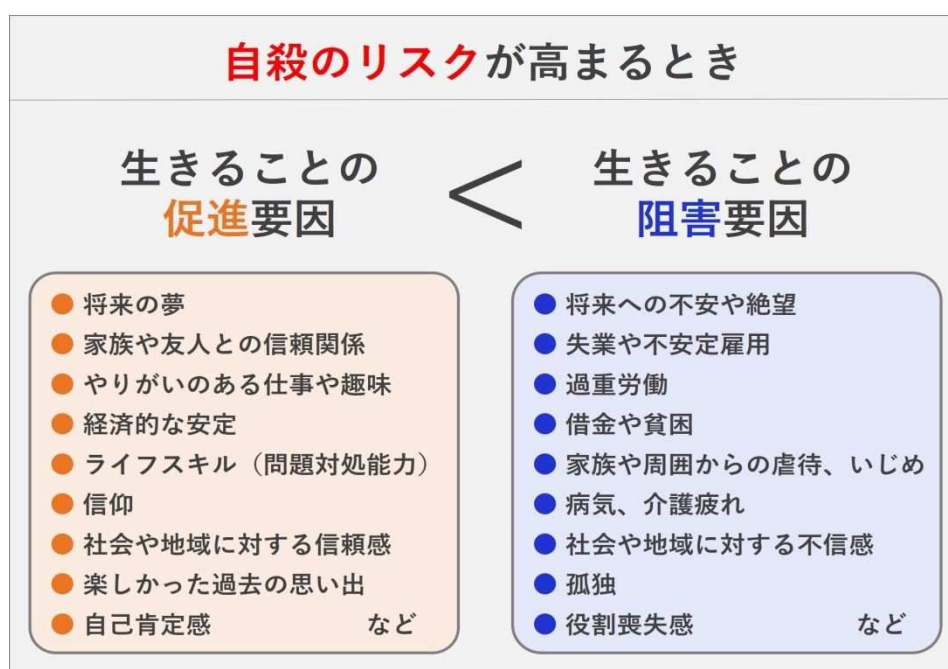 自殺のリスクが高まるとき
生きることの
促進要因
<
生きることの
阻害要因
● 将来の夢
● 家族や友人との信頼関係
● やりがいのある仕事や趣味
● 経済的な安定
● ライフスキル（問題対処能力）
● 信仰
● 社会や地域に対する信頼感
● 楽しかった過去の思い出
● 自己肯定感 など
● 将来への不安や絶望
● 失業や不安定雇用
● 過重労働
● 借金や貧困
● 家族や周囲からの虐待、いじめ
● 病気、介護疲れ
● 社会や地域に対する不信感
● 孤独
● 役割喪失感 など